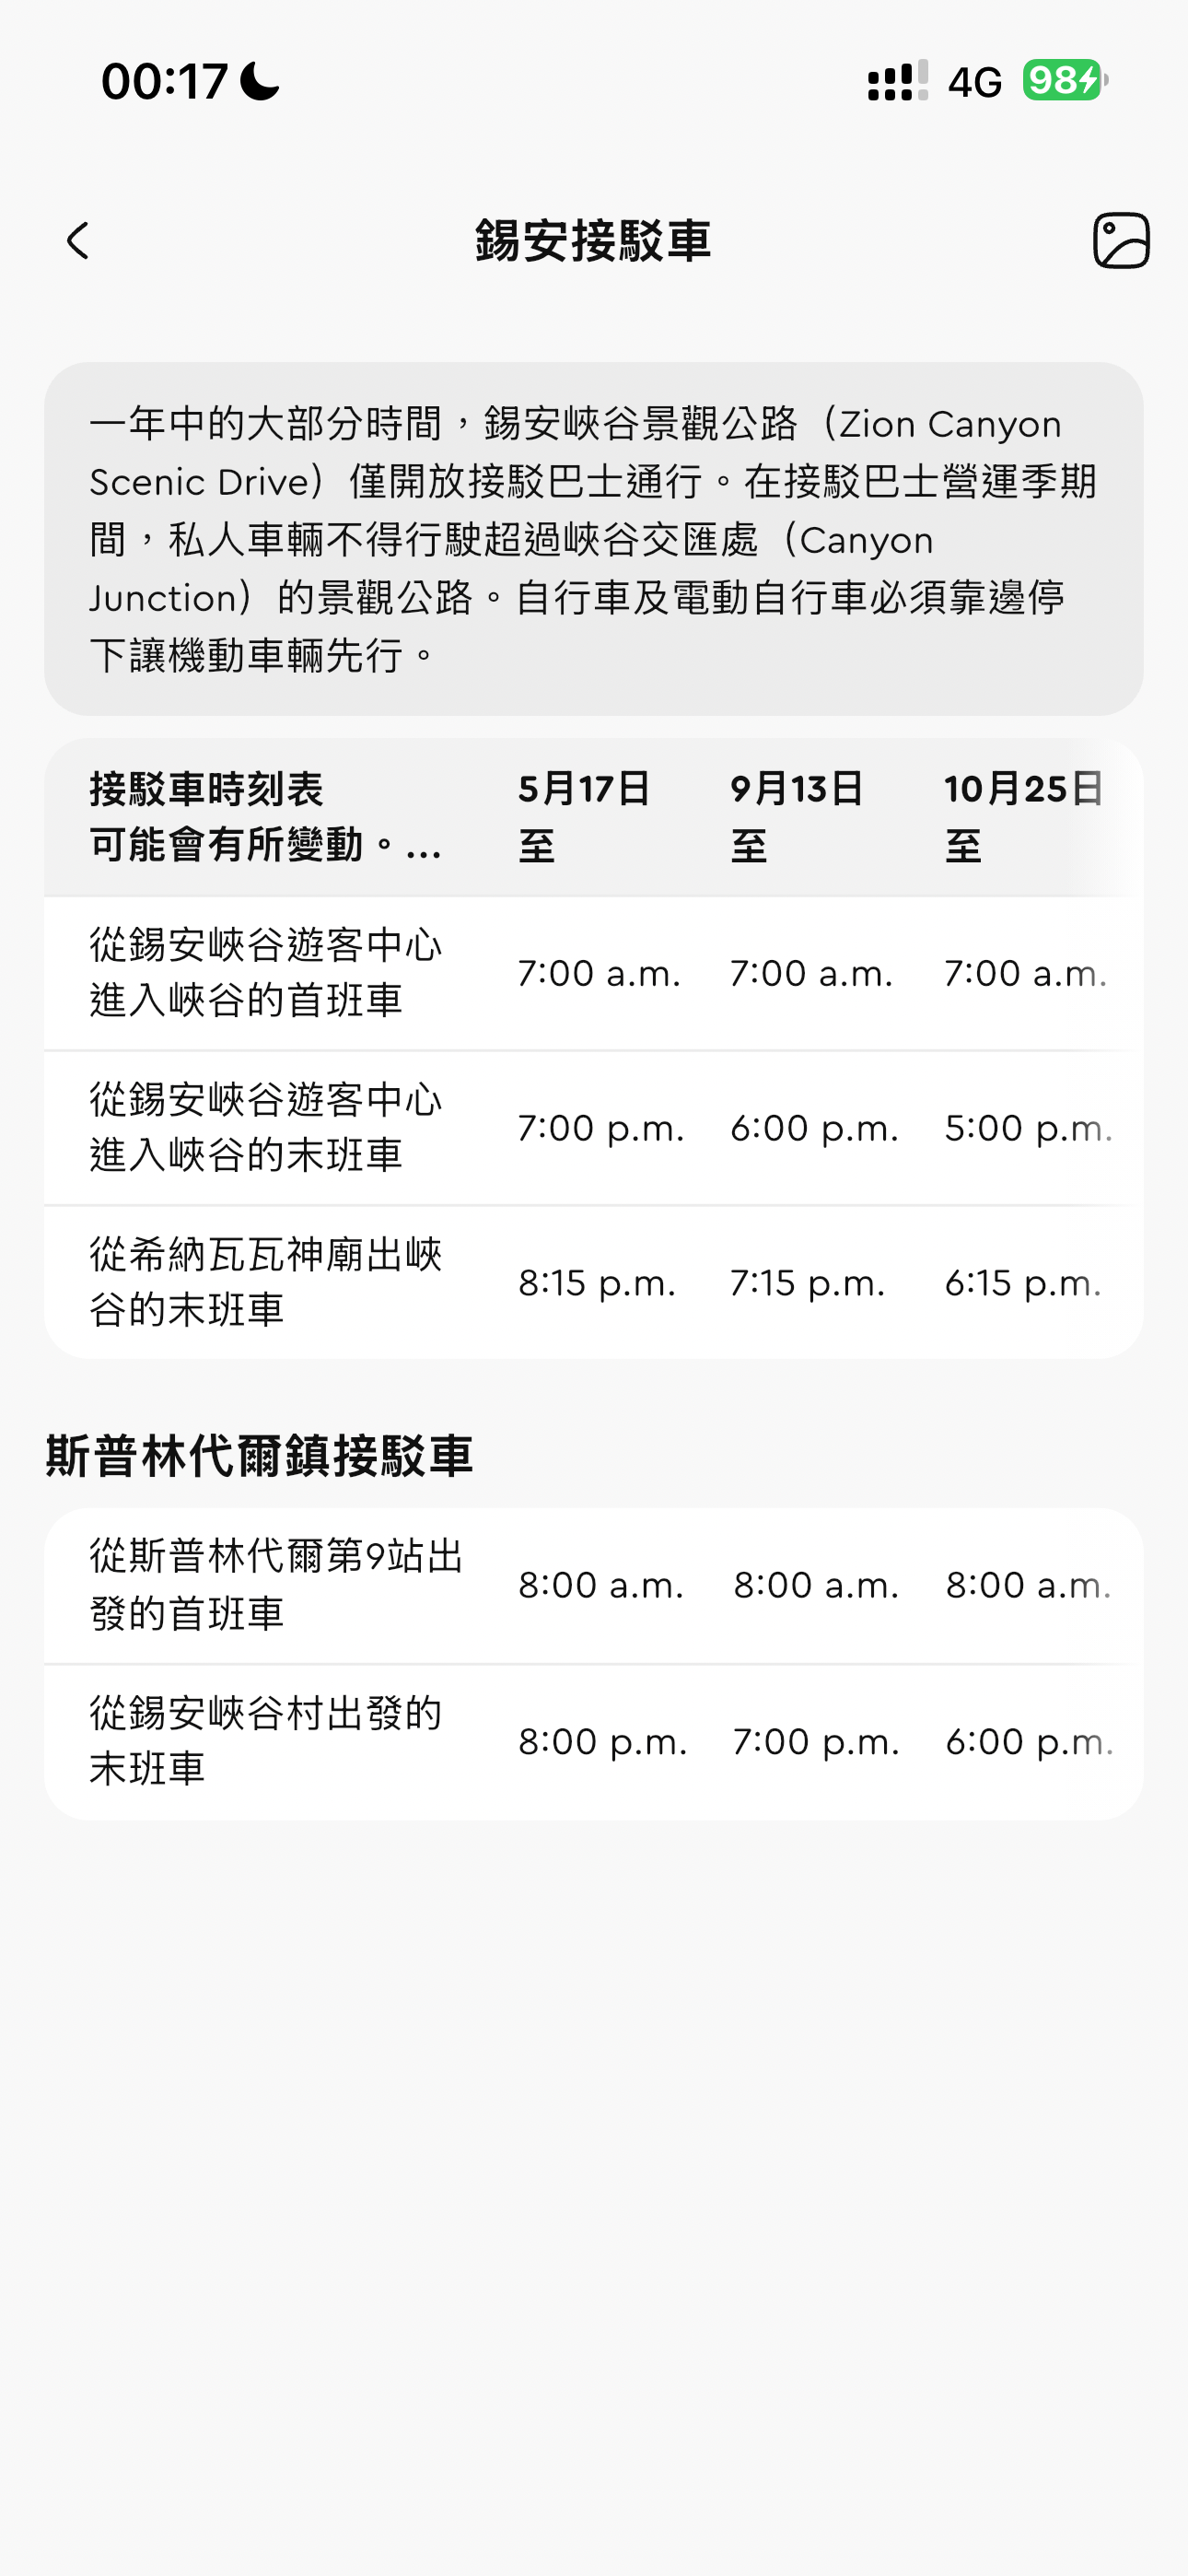 00:17
4G
98
錫安接駁車
一年中的大部分時間，錫安峽谷景觀公路（Zion Canyon
Scenic Drive）僅開放接駁巴士通行。在接駁巴士營運季期
間，私人車輛不得行駛超過峽谷交匯處（Canyon
Junction）的景觀公路。自行車及電動自行車必須靠邊停
下讓機動車輛先行。
接駁車時刻表
可能會有所變動。...
5月17日
至
9月13日
至
10月25日
至
從錫安峽谷遊客中心
進入峽谷的首班車
7:00 a.m.
7:00 a.m.
7:00 a.m.
從錫安峽谷遊客中心
進入峽谷的末班車
7:00 p.m.
6:00 p.m.
5:00 p.m.
從希納瓦瓦神廟出峽
谷的末班車
8:15 p.m.
7:15 p.m.
6:15 p.m.
斯普林代爾鎮接駁車
從斯普林代爾第9站出
發的首班車
8:00 a.m.
8:00 a.m.
8:00 a.m.
從錫安峽谷村出發的
末班車
8:00 p.m.
7:00 p.m.
6:00 p.m.